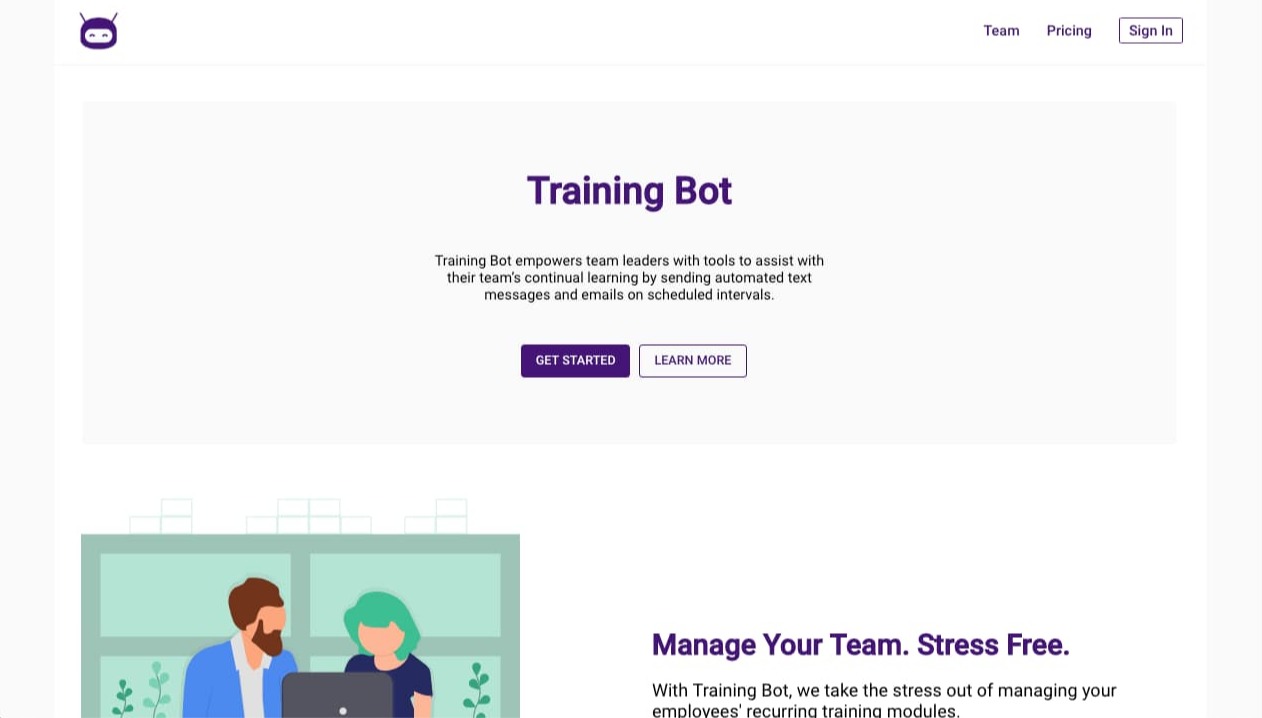 Team Pricing Sign In
Training Bot
Training Bot empowers team leaders with tools to assist with
their team's continual learning by sending automated text
messages and emails on scheduled intervals.
GET STARTED LEARN MORE
Manage Your Team. Stress Free.
With Training Bot, we take the stress out of managing your
employees' recurring training modules.